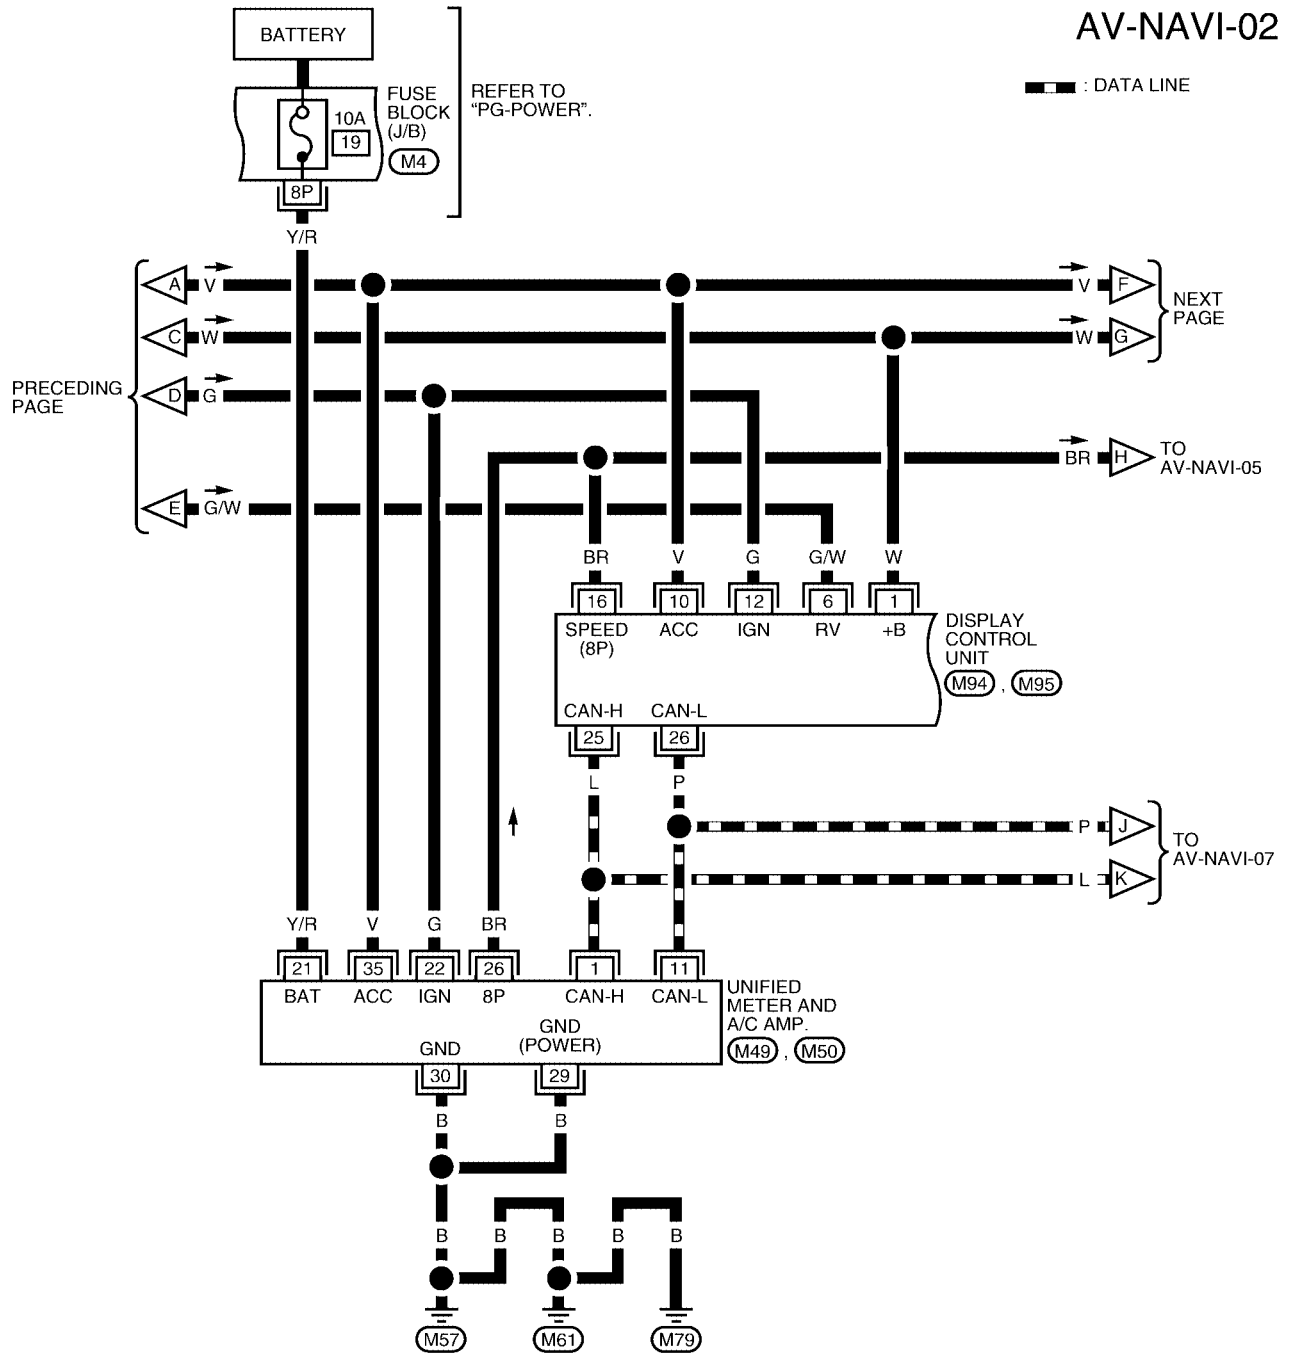 AV-NAVI-02
BATTERY
: DATA LINE
FUSE
BLOCK
(J/B)
M4
10A
19
REFER TO
“PG-POWER”.
8P
Y/R
PRECEDING
PAGE
A V
V F
C W
W G
NEXT
PAGE
D G
BR H
TO
AV-NAVI-05
E G/W
BR V G G/W W
16 10 12 6 1
SPEED
(8P)
ACC IGN RV +B
DISPLAY
CONTROL
UNIT
M94 , M95
CAN-H CAN-L
25 26
L P
P J
L K
TO
AV-NAVI-07
Y/R V G BR
21 35 22 26 1 11
BAT ACC IGN 8P CAN-H CAN-L
UNIFIED
METER AND
A/C AMP.
M49 , M50
GND
GND
(POWER)
30 29
B B
B B B B B
M57 M61 M79